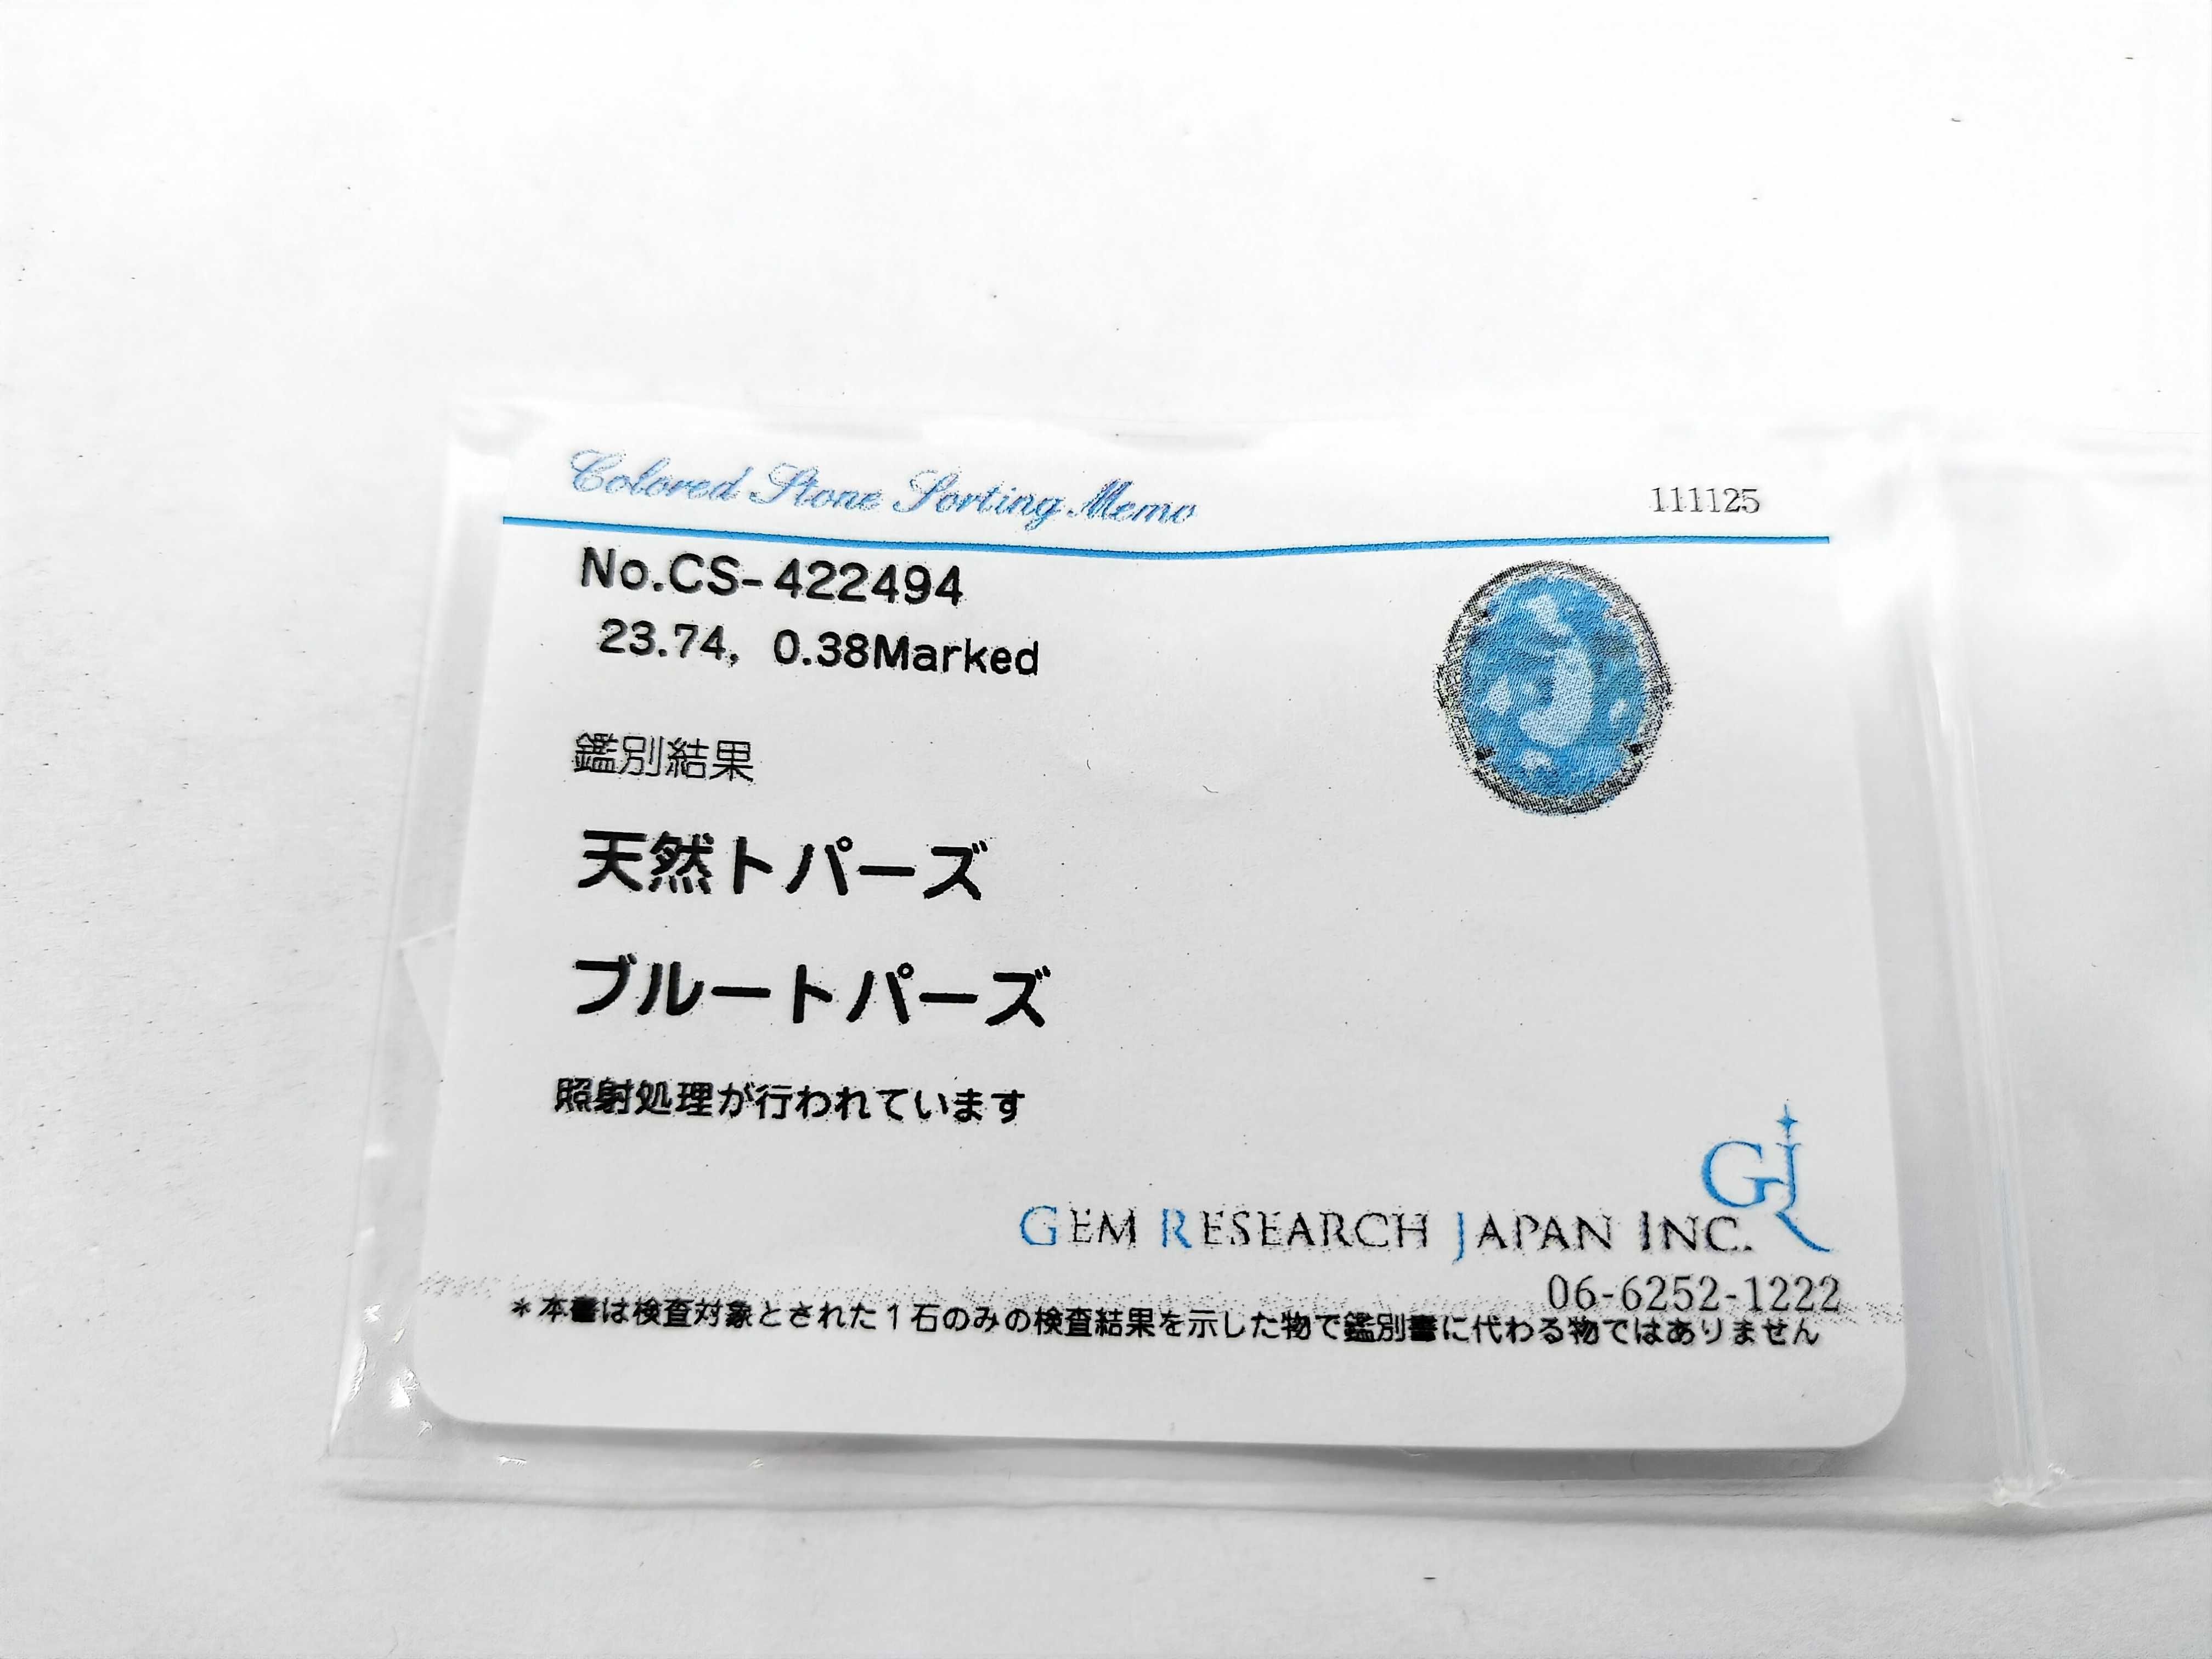 Colored Stone Sorting Memo
111125
No.CS-422494
23.74, 0.38Marked
鑑別結果
天然トパーズ
ブルートパーズ
照射処理が行われています
GJ
GEM RESEARCH JAPAN INC.
06-6252-1222
*本書は検査対象とされた1石のみの検査結果を示した物で鑑別書に代わる物ではありません